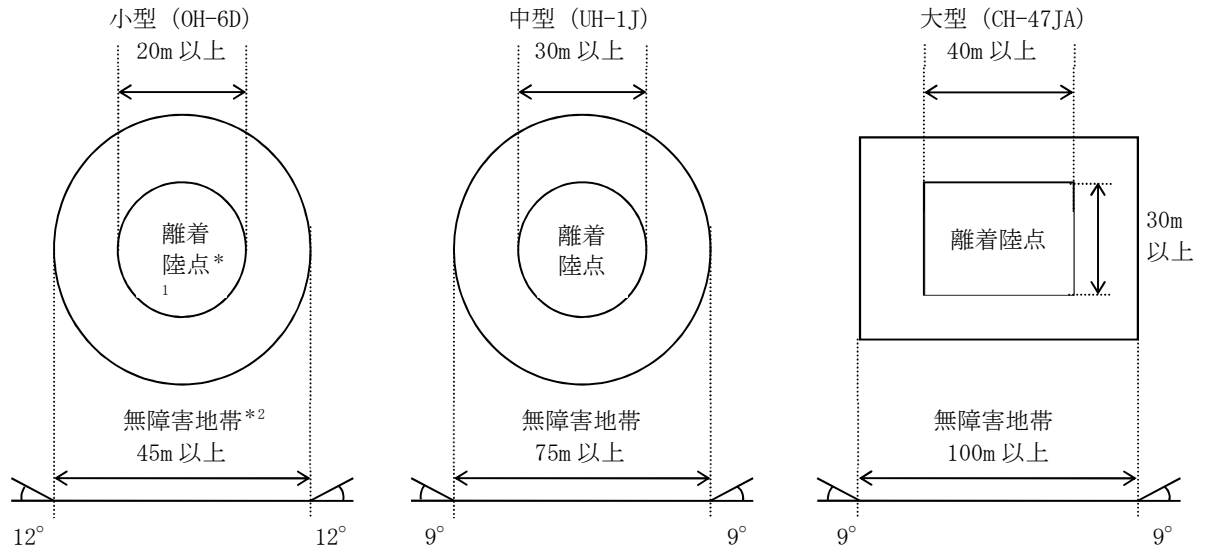 小型（OH-6D）
20m 以上
離着
陸点*
1
無障害地帯*2
45m 以上
12°
12°
中型（UH-1J）
30m 以上
離着
陸点
無障害地帯
75m 以上
9°
9°
大型（CH-47JA）
40m 以上
離着陸点
30m
以上
無障害地帯
100m 以上
9°
9°